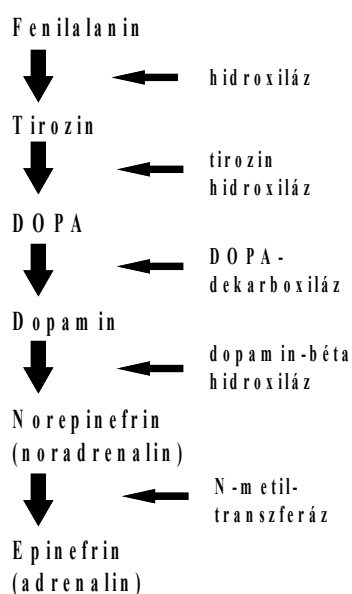 Fenilalanin
hidroxiláz
Tirozin
tirozin
hidroxiláz
DOPA
DOPA-
dekarboxiláz
Dopamin
dopamin-béta
hidroxiláz
Norepinefrin
(noradrenalin)
N-metil-
transzferáz
Epinefrin
(adrenalin)